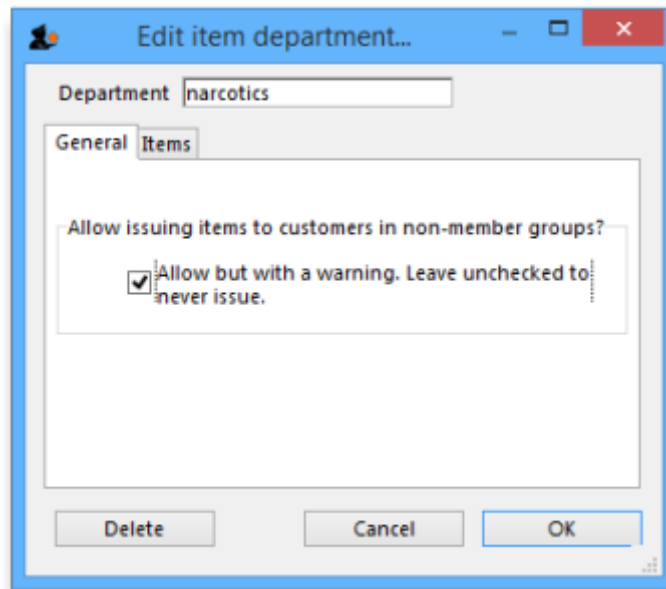 Edit item department...
Department narcotics
General Items
Allow issuing items to customers in non-member groups?
Allow but with a warning. Leave unchecked to
never issue.
Delete Cancel OK